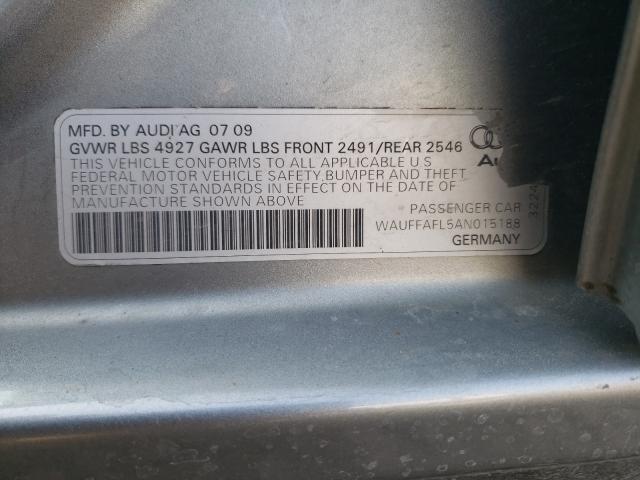 MFD. BY AUDI AG 07 09
GVWR LBS 4927 GAWR LBS FRONT 2491/REAR 2546
THIS VEHICLE CONFORMS TO ALL APPLICABLE U S
FEDERAL MOTOR VEHICLE SAFETY,BUMPER AND THEFT
PREVENTION STANDARDS IN EFFECT ON THE DATE OF
MANUFACTURE SHOWN ABOVE
PASSENGER CAR
WAUFFAFL5AN015188
GERMANY